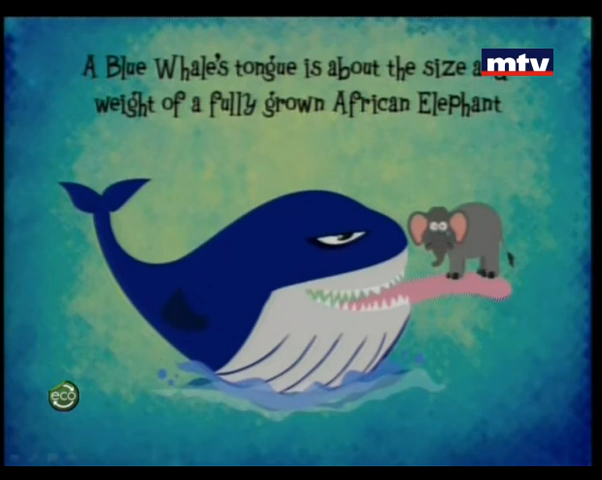 A Blue Whale's tongue is about the size
mtv
weight of a fully grown African Elephant
eco